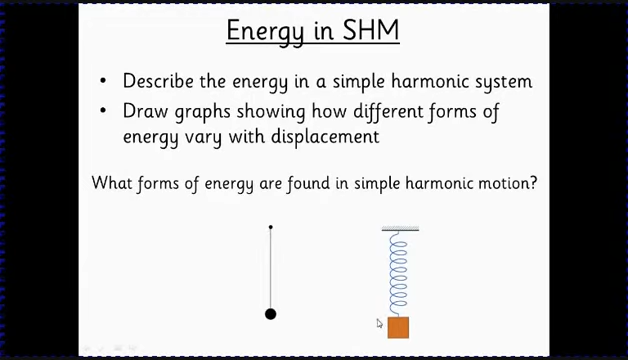 Energy in SHM
• Describe the energy in a simple harmonic system
• Draw graphs showing how different forms of
energy vary with displacement
What forms of energy are found in simple harmonic motion?